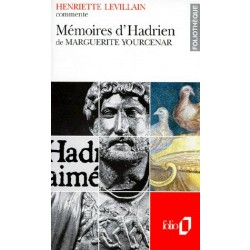 HENRIETTE LEVILLAIN
commente
Mémoires d'Hadrien
de MARGUERITE YOURCENAR
FOLIOTHÈQUE
Hadr
aimé
folio